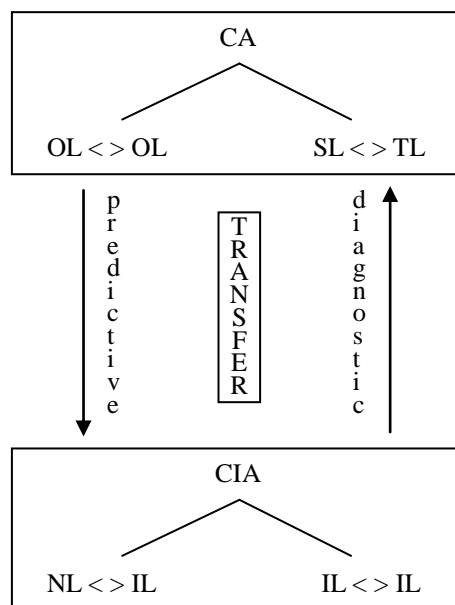 CA
OL < > OL
SL < > TL
predictive
TRANSFER
diagnostic
CIA
NL < > IL
IL < > IL